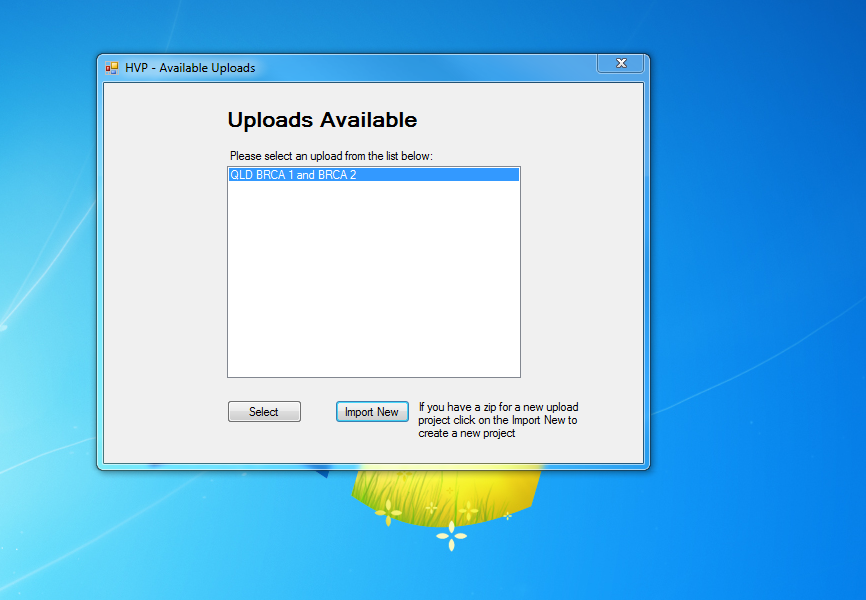 HVP - Available Uploads
Uploads Available
Please select an upload from the list below:
QLD BRCA 1 and BRCA 2
Select
Import New
If you have a zip for a new upload
project click on the Import New to
create a new project